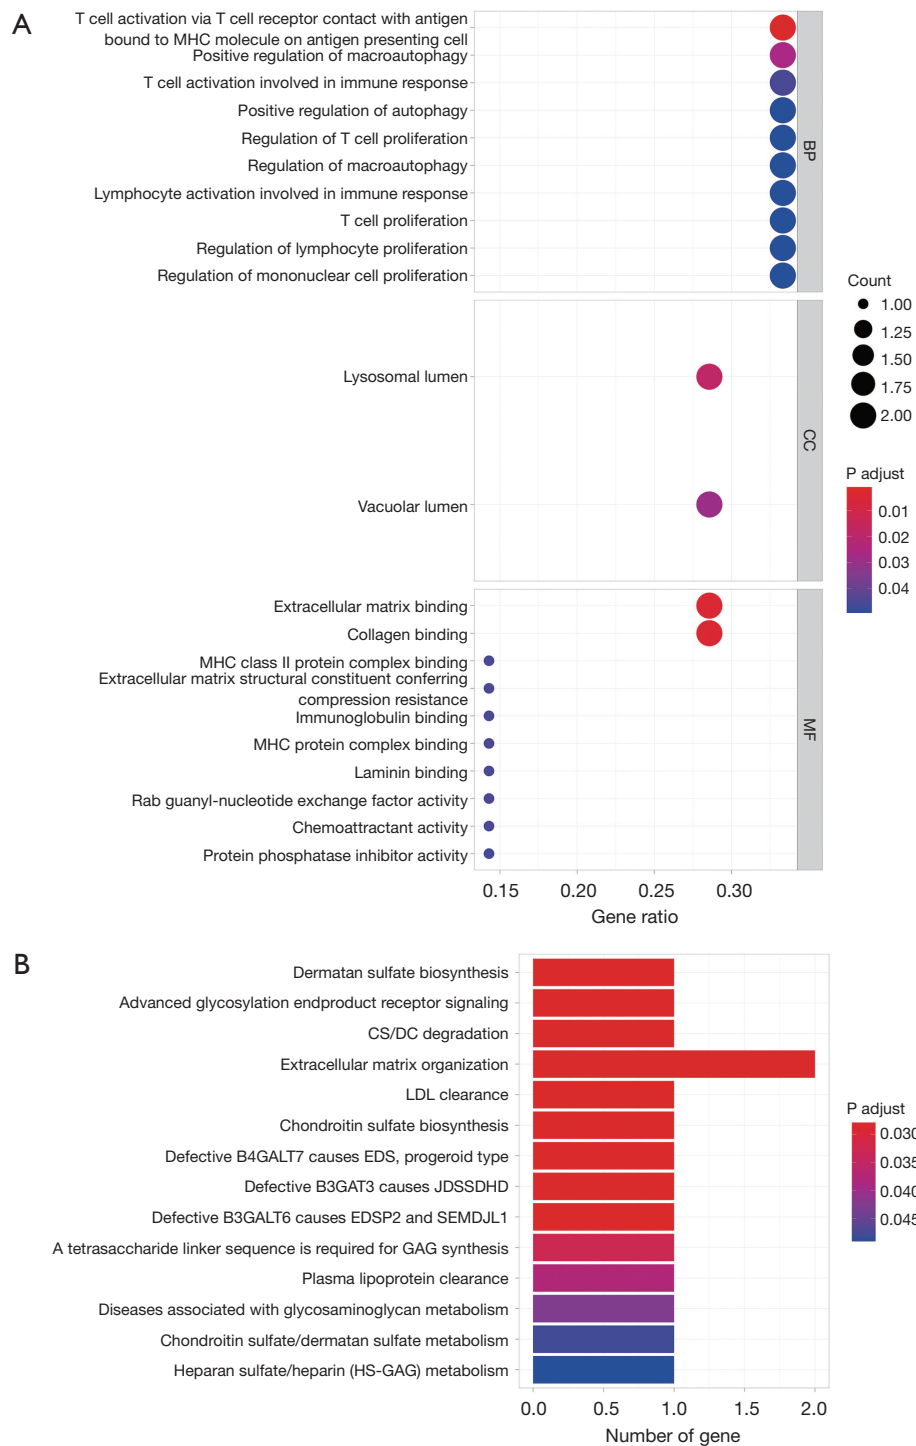 A
T cell activation via T cell receptor contact with antigen
bound to MHC molecule on antigen presenting cell
Positive regulation of macroautophagy
T cell activation involved in immune response
Positive regulation of autophagy
Regulation of T cell proliferation
Regulation of macroautophagy
Lymphocyte activation involved in immune response
T cell proliferation
Regulation of lymphocyte proliferation
Regulation of mononuclear cell proliferation
BP
Lysosomal lumen
Vacuolar lumen
CC
Extracellular matrix binding
Collagen binding
MHC class II protein complex binding
Extracellular matrix structural constituent conferring
compression resistance
Immunoglobulin binding
MHC protein complex binding
Laminin binding
Rab guanyl-nucleotide exchange factor activity
Chemoattractant activity
Protein phosphatase inhibitor activity
MF
0.15 0.20 0.25 0.30
Gene ratio
Count
1.00
1.25
1.50
1.75
2.00
P adjust
0.01
0.02
0.03
0.04
B
Dermatan sulfate biosynthesis
Advanced glycosylation endproduct receptor signaling
CS/DC degradation
Extracellular matrix organization
LDL clearance
Chondroitin sulfate biosynthesis
Defective B4GALT7 causes EDS, progeroid type
Defective B3GAT3 causes JDSSDHD
Defective B3GALT6 causes EDSP2 and SEMDJL1
A tetrasaccharide linker sequence is required for GAG synthesis
Plasma lipoprotein clearance
Diseases associated with glycosaminoglycan metabolism
Chondroitin sulfate/dermatan sulfate metabolism
Heparan sulfate/heparin (HS-GAG) metabolism
0.0 0.5 1.0 1.5 2.0
Number of gene
P adjust
0.030
0.035
0.040
0.045